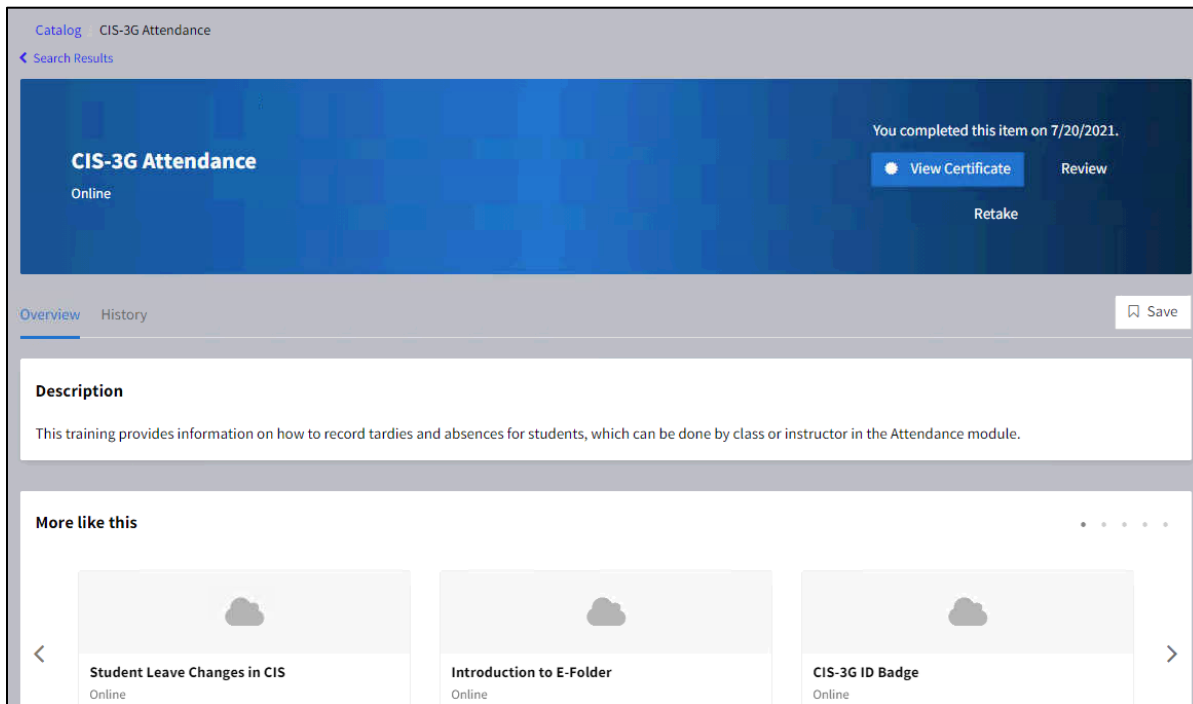 Catalog CIS-3G Attendance
Search Results
You completed this item on 7/20/2021.
CIS-3G Attendance
Online
View Certificate Review
Retake
Overview History
Save
Description
This training provides information on how to record tardies and absences for students, which can be done by class or instructor in the Attendance module.
More like this
Student Leave Changes in CIS
Online
Introduction to E-Folder
Online
CIS-3G ID Badge
Online